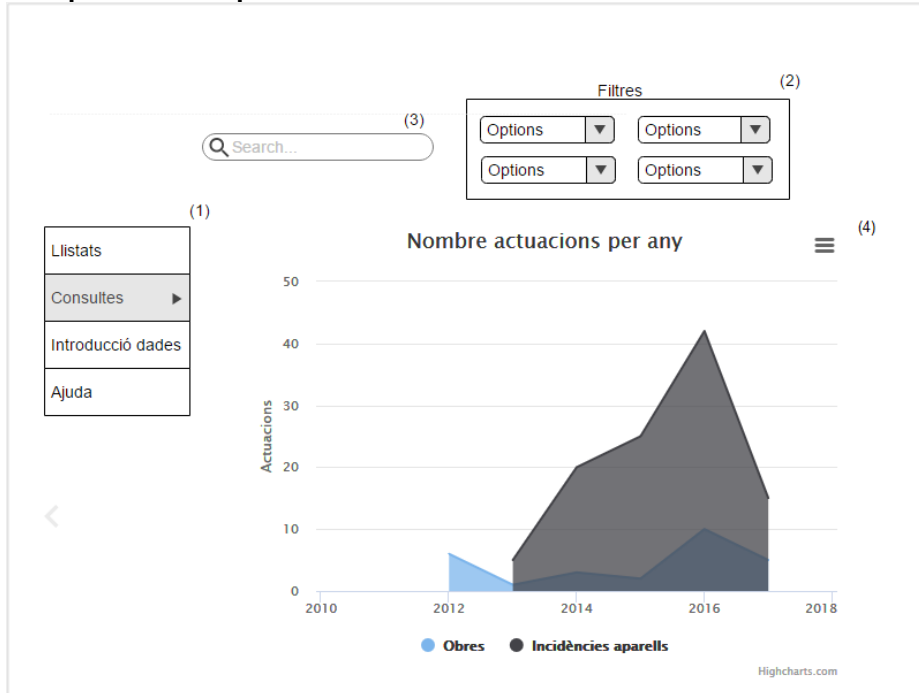 (2)
Filtres
(3)
Options Options
Search...
Options Options
(1)
(4)
Nombre actuacions per any
Llistats
Consultes
Introducció dades
Ajuda
50
40
30
20
10
0
Actuacions
2010 2012 2014 2016 2018
Obres Incidències aparells
Highcharts.com